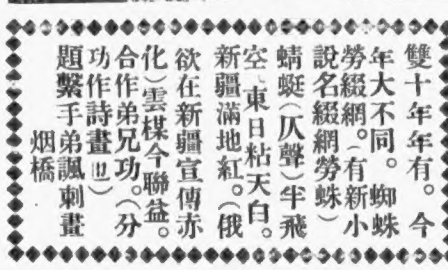 雙十年年有。今
年大不同。蜘蛛
勞綴網。(有新小
說名綴網勞蛛)
蜻蜓(仄聲)半飛
空、東日粘天白。
新疆滿地紅。(俄
欲在新疆宣傳赤
化)雲楳今聯益。
合作弟兄功。(分
功作詩畫)
題繫手弟諷刺畫
烟橋